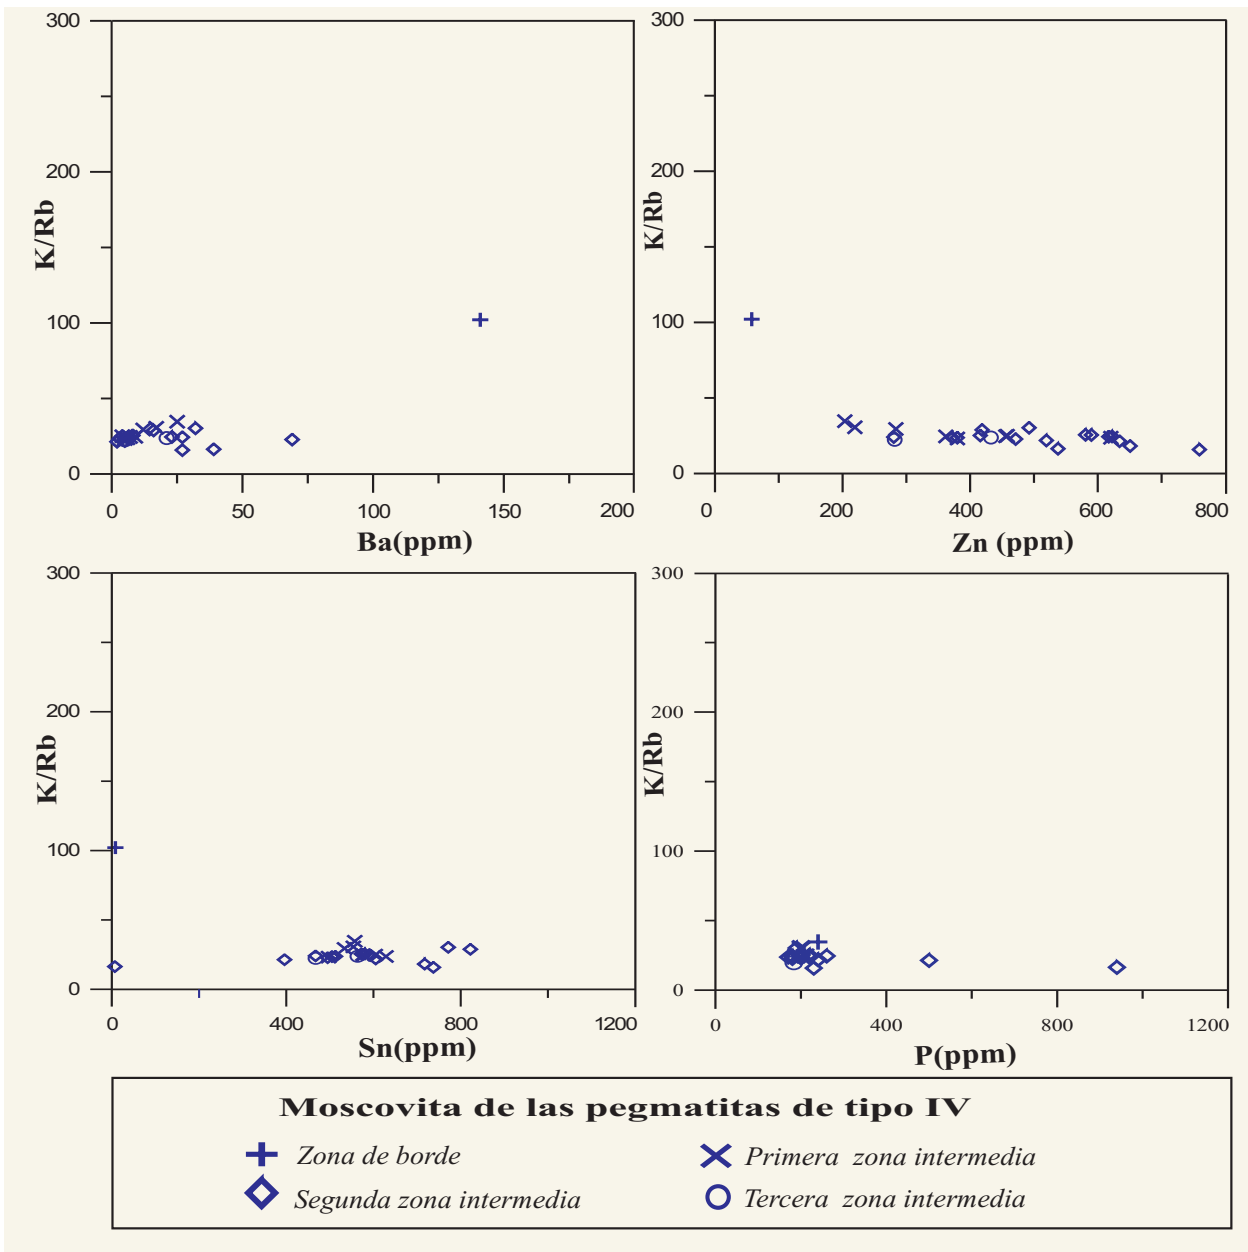 300
200
K/Rb
100
0
0 50 100 150 200
Ba(ppm)
300
200
K/Rb
100
0
0 200 400 600 800
Zn (ppm)
300
200
K/Rb
100
0
0 400 800 1200
Sn(ppm)
300
200
K/Rb
100
0
0 400 800 1200
P(ppm)
Moscovita de las pegmatitas de tipo IV
Zona de borde
Primera zona intermedia
Segunda zona intermedia
Tercera zona intermedia